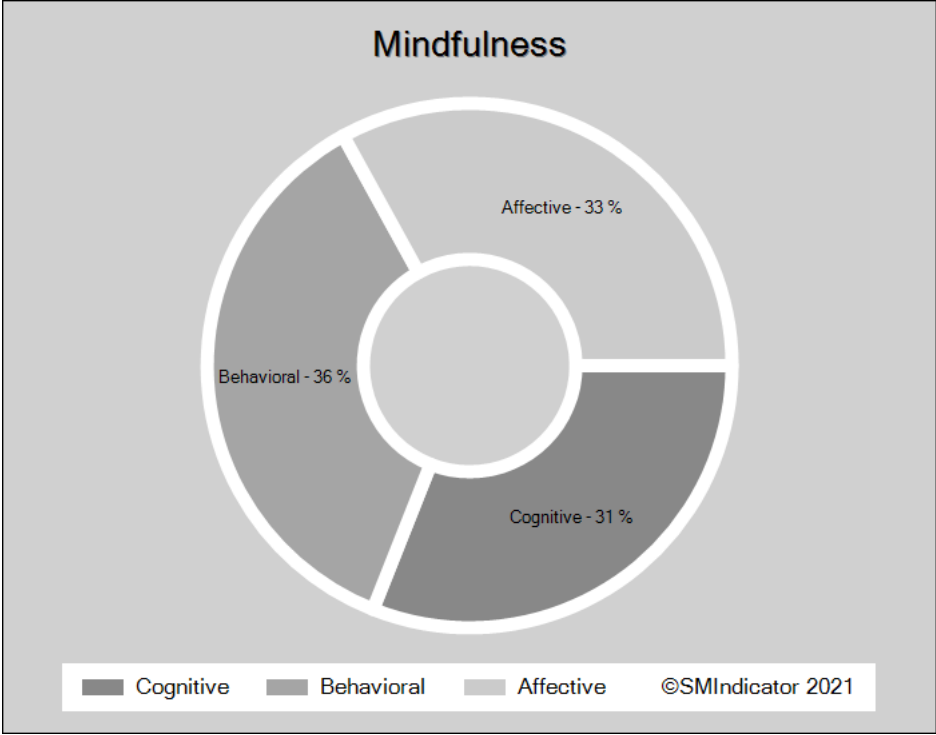 Mindfulness
Affective - 33 %
Behavioral - 36 %
Cognitive - 31 %
Cognitive Behavioral Affective ©SMIndicator 2021